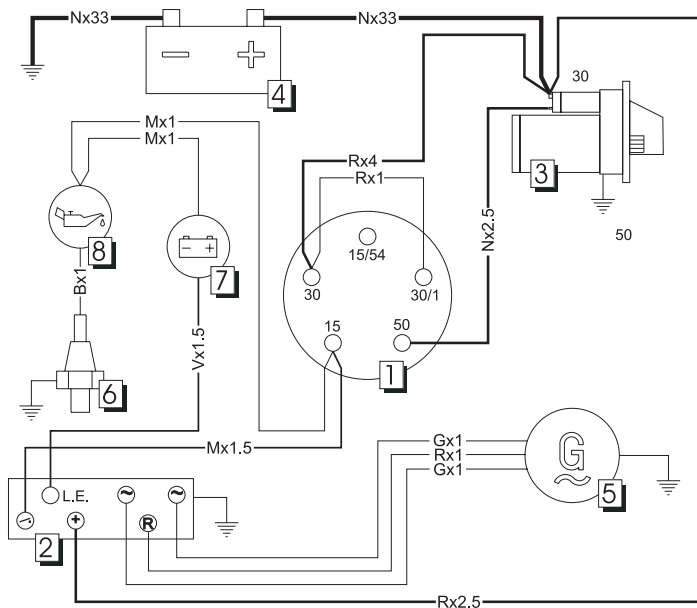 Nx33
Nx33
− +
4
30
3
50
Mx1
Mx1
Rx4
Rx1
Nx2.5
8
− +
7
15/54
30
30/1
15
50
1
Bx1
Vx1.5
6
Mx1.5
Gx1
Rx1
Gx1
G
~
5
L.E.
~
~
+
R
2
Rx2.5